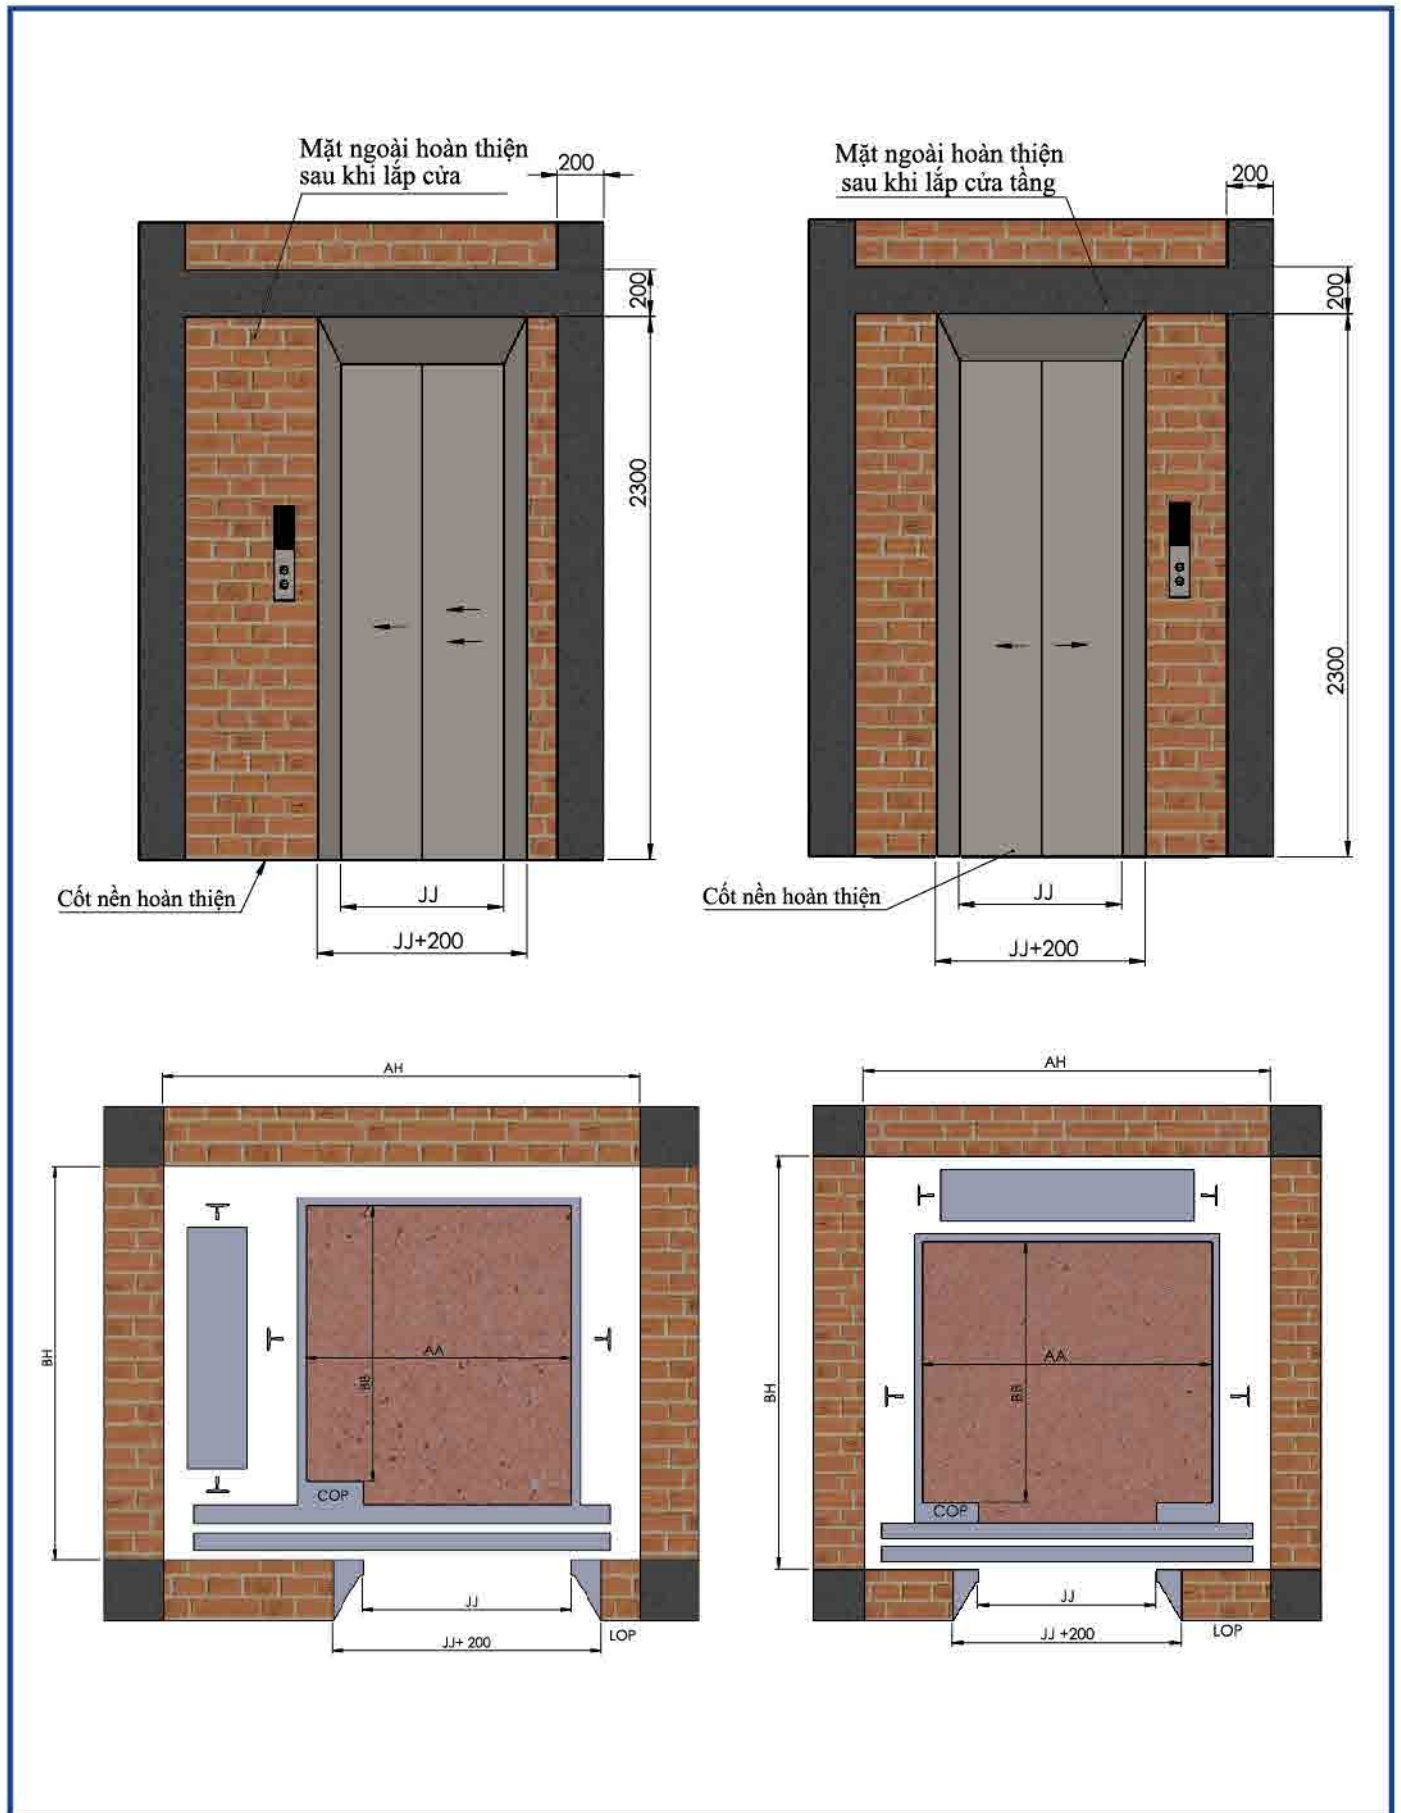 Mặt ngoài hoàn thiện
sau khi lắp cửa
200
200
2300
Cốt nền hoàn thiện
JJ
JJ+200
Mặt ngoài hoàn thiện
sau khi lắp cửa tầng
200
200
2300
Cốt nền hoàn thiện
JJ
JJ+200
AH
BH
AA
BB
COP
JJ
JJ+ 200
LOP
AH
BH
AA
BB
COP
JJ
JJ +200
LOP